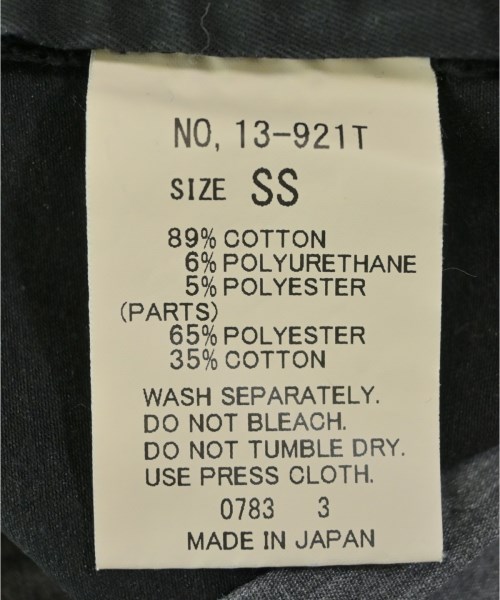 NO, 13-921T
SIZE SS
89% COTTON
6% POLYURETHANE
5% POLYESTER
(PARTS)
65% POLYESTER
35% COTTON
WASH SEPARATELY.
DO NOT BLEACH.
DO NOT TUMBLE DRY.
USE PRESS CLOTH.
0783 3
MADE IN JAPAN